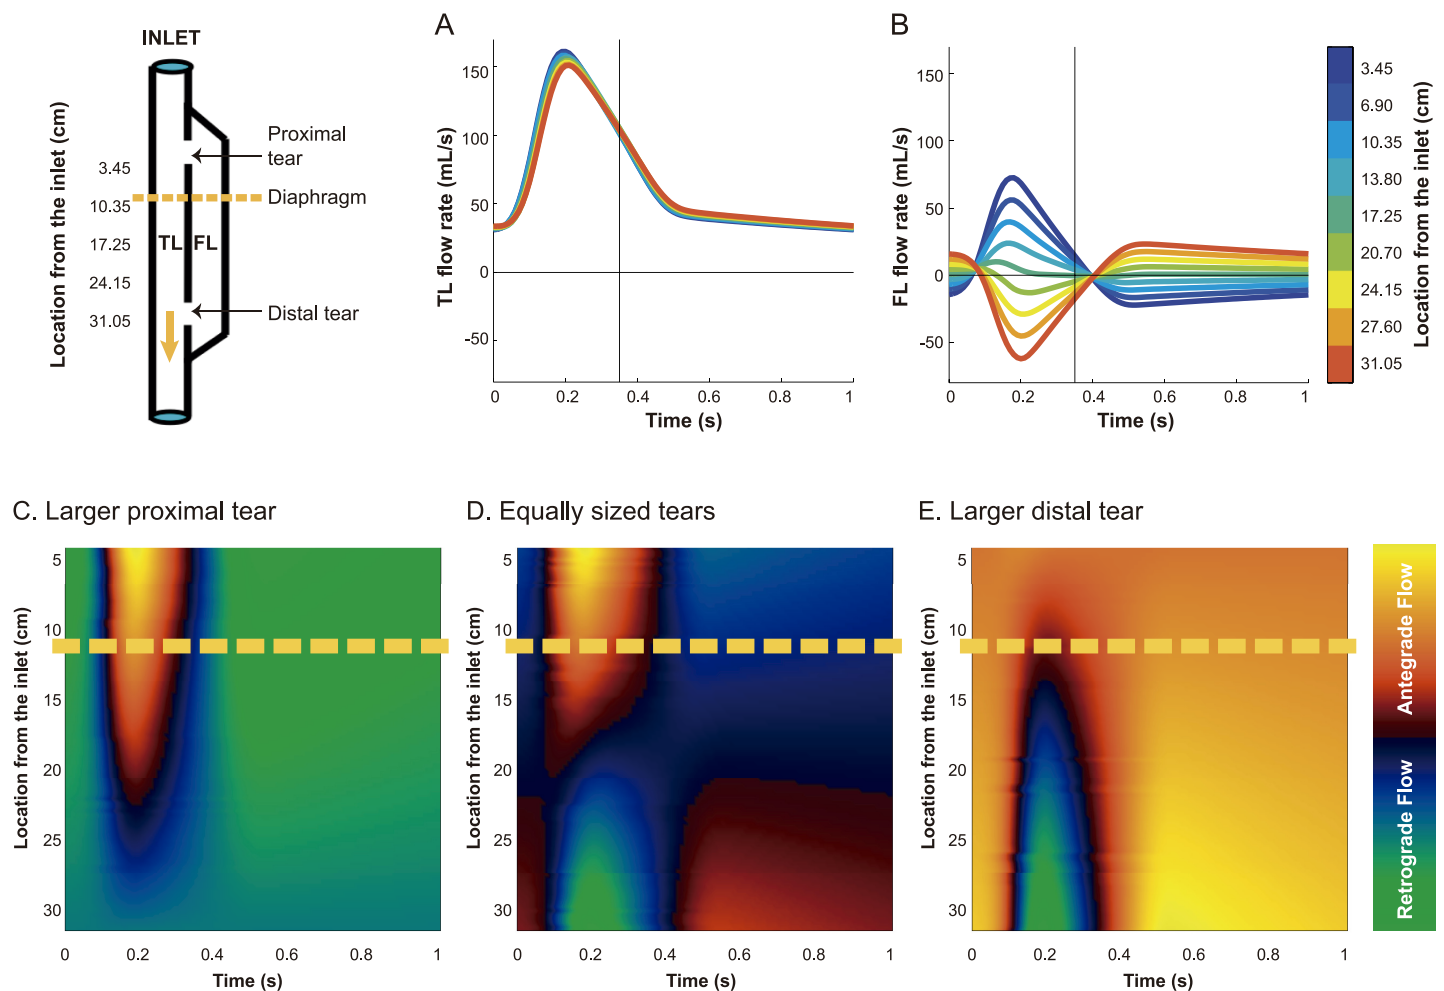 INLET
Location from the inlet (cm)
3.45
10.35
17.25
24.15
31.05
TL
FL
Proximal
tear
Diaphragm
Distal tear
A
TL flow rate (mL/s)
150
100
50
0
-50
0
0.2
0.4
0.6
0.8
1
Time (s)
B
FL flow rate (mL/s)
150
100
50
0
-50
0
0.2
0.4
0.6
0.8
1
Time (s)
3.45
6.90
10.35
13.80
17.25
20.70
24.15
27.60
31.05
Location from the inlet (cm)
C. Larger proximal tear
Location from the inlet (cm)
5
10
15
20
25
30
0
0.2
0.4
0.6
0.8
1
Time (s)
D. Equally sized tears
Location from the inlet (cm)
5
10
15
20
25
30
0
0.2
0.4
0.6
0.8
1
Time (s)
E. Larger distal tear
Location from the inlet (cm)
5
10
15
20
25
30
0
0.2
0.4
0.6
0.8
1
Time (s)
Antegrade Flow
Retrograde Flow